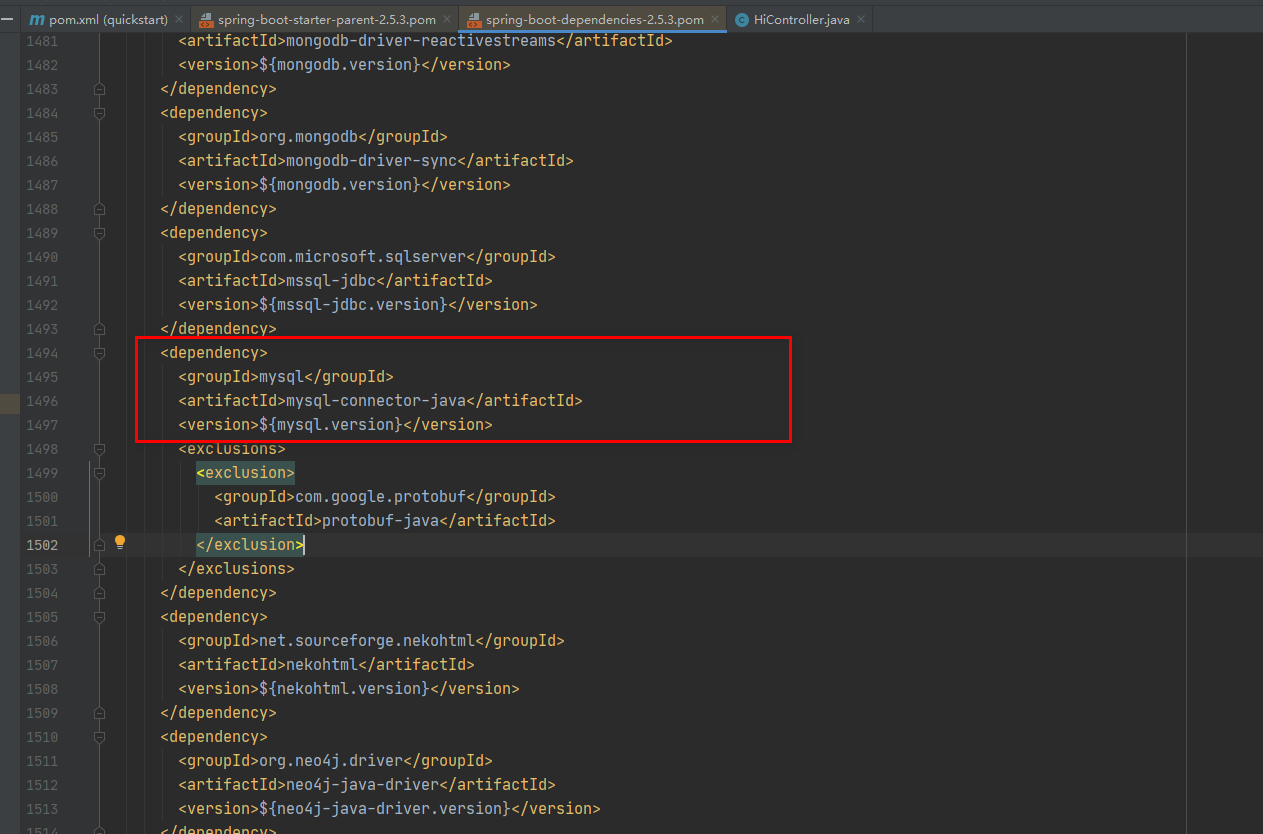 pom.xml (quickstart) spring-boot-starter-parent-2.5.3.pom spring-boot-dependencies-2.5.3.pom HiController.java
1481 <artifactId>mongodb-driver-reactivestreams</artifactId>
1482 <version>${mongodb.version}</version>
1483 </dependency>
1484 <dependency>
1485 <groupId>org.mongodb</groupId>
1486 <artifactId>mongodb-driver-sync</artifactId>
1487 <version>${mongodb.version}</version>
1488 </dependency>
1489 <dependency>
1490 <groupId>com.microsoft.sqlserver</groupId>
1491 <artifactId>mssql-jdbc</artifactId>
1492 <version>${mssql-jdbc.version}</version>
1493 </dependency>
1494 <dependency>
1495 <groupId>mysql</groupId>
1496 <artifactId>mysql-connector-java</artifactId>
1497 <version>${mysql.version}</version>
1498 <exclusions>
1499 <exclusion>
1500 <groupId>com.google.protobuf</groupId>
1501 <artifactId>protobuf-java</artifactId>
1502 </exclusion>
1503 </exclusions>
1504 </dependency>
1505 <dependency>
1506 <groupId>net.sourceforge.nekohtml</groupId>
1507 <artifactId>nekohtml</artifactId>
1508 <version>${nekohtml.version}</version>
1509 </dependency>
1510 <dependency>
1511 <groupId>org.neo4j.driver</groupId>
1512 <artifactId>neo4j-java-driver</artifactId>
1513 <version>${neo4j-java-driver.version}</version>
1514 </dependency>